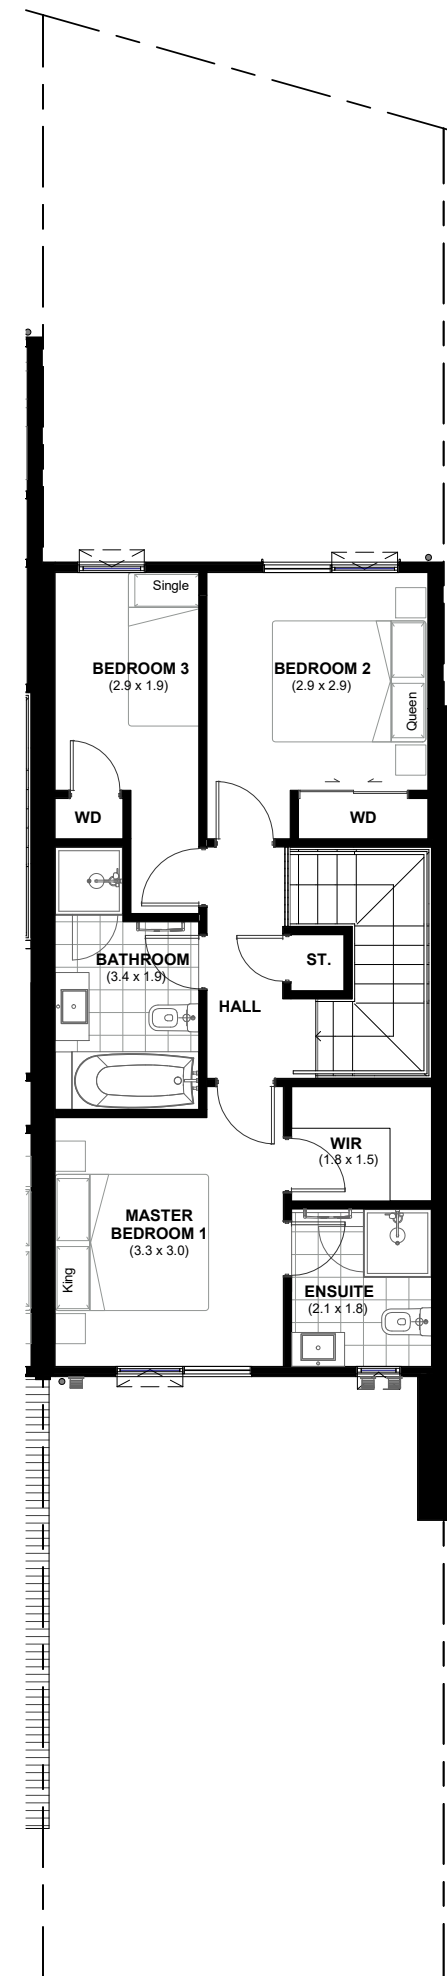 Single
BEDROOM 3
(2.9 x 1.9)
BEDROOM 2
(2.9 x 2.9)
Queen
WD
WD
BATHROOM
(3.4 x 1.9)
ST.
HALL
WIR
(1.8 x 1.5)
MASTER
BEDROOM 1
(3.3 x 3.0)
King
ENSUITE
(2.1 x 1.8)